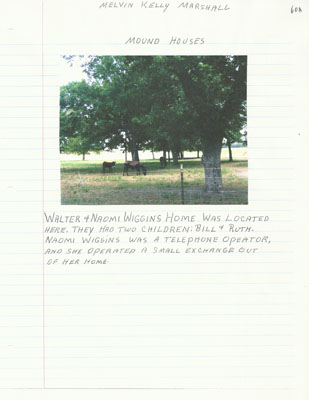 MELVIN KELLY MARSHALL
60A
MOUND HOUSES
WALTER & NAOMI WIGGINS HOME WAS LOCATED
HERE. THEY HAD TWO CHILDREN: BILL & RUTH.
NAOMI WIGGINS WAS A TELEPHONE OPEATOR,
AND SHE OPERATED A SMALL EXCHANGE OUT
OF HER HOME.